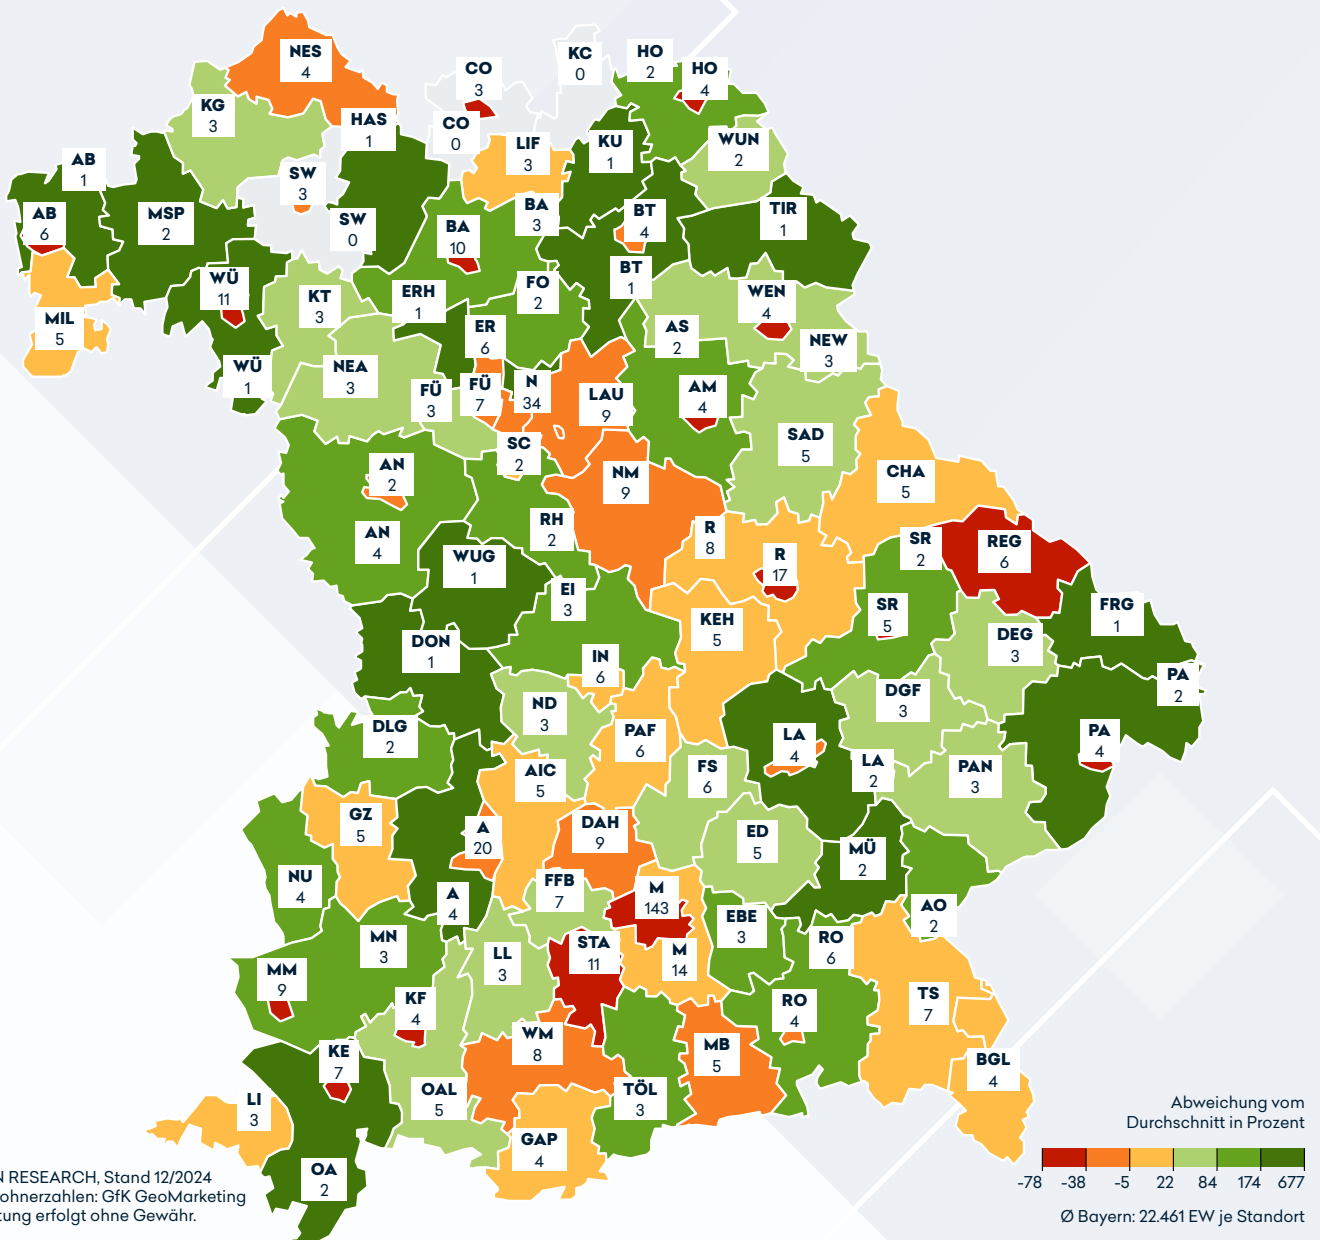 NES
4
KC
0
HO
2
HO
4
CO
3
KG
3
HAS
1
CO
0
LIF
3
KU
1
WUN
2
AB
1
SW
3
AB
6
MSP
2
SW
0
BA
10
BA
3
BT
4
TIR
1
BT
1
WÜ
11
KT
3
ERH
1
FO
2
WEN
4
MIL
5
ER
6
AS
2
NEW
3
WÜ
1
NEA
3
FÜ
3
FÜ
7
N
34
LAU
9
AM
4
SC
2
SAD
5
AN
2
NM
9
CHA
5
AN
4
RH
2
R
8
R
17
SR
2
REG
6
WUG
1
EI
3
KEH
5
SR
5
FRG
1
DON
1
IN
6
DEG
3
PA
2
ND
3
DGF
3
DLG
2
PAF
6
LA
4
PA
4
AIC
5
FS
6
LA
2
PAN
3
GZ
5
A
20
DAH
9
ED
5
MÜ
2
NU
4
A
4
FFB
7
M
143
EBE
3
AO
2
MN
3
LL
3
STA
11
M
14
RO
6
MM
9
KF
4
RO
4
TS
7
KE
7
WM
8
MB
5
BGL
4
LI
3
OAL
5
TÖL
3
GAP
4
OA
2
Abweichung vom
Durchschnitt in Prozent
-78 -38 -5 22 84 174 677
Ø Bayern: 22.461 EW je Standort
N RESEARCH, Stand 12/2024
ohnerzahlen: GfK GeoMarketing
tung erfolgt ohne Gewähr.